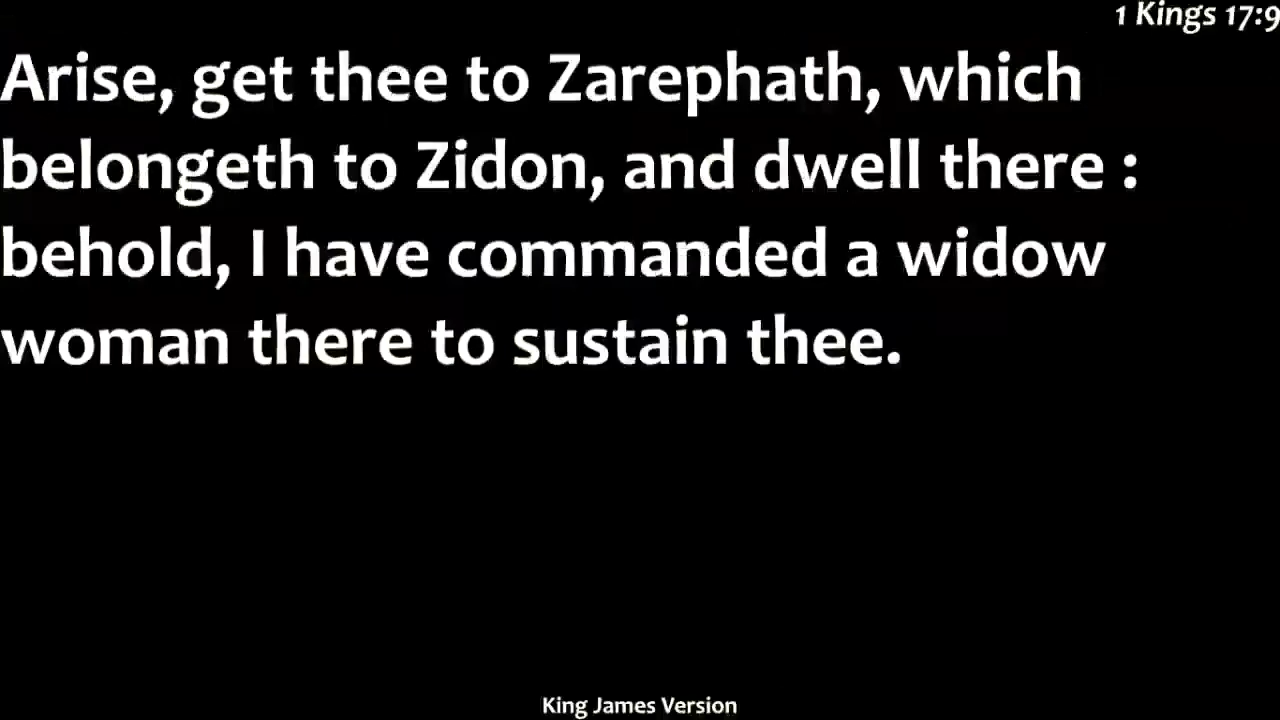 1 Kings 17:9
Arise, get thee to Zarephath, which
belongeth to Zidon, and dwell there :
behold, I have commanded a widow
woman there to sustain thee.
King James Version